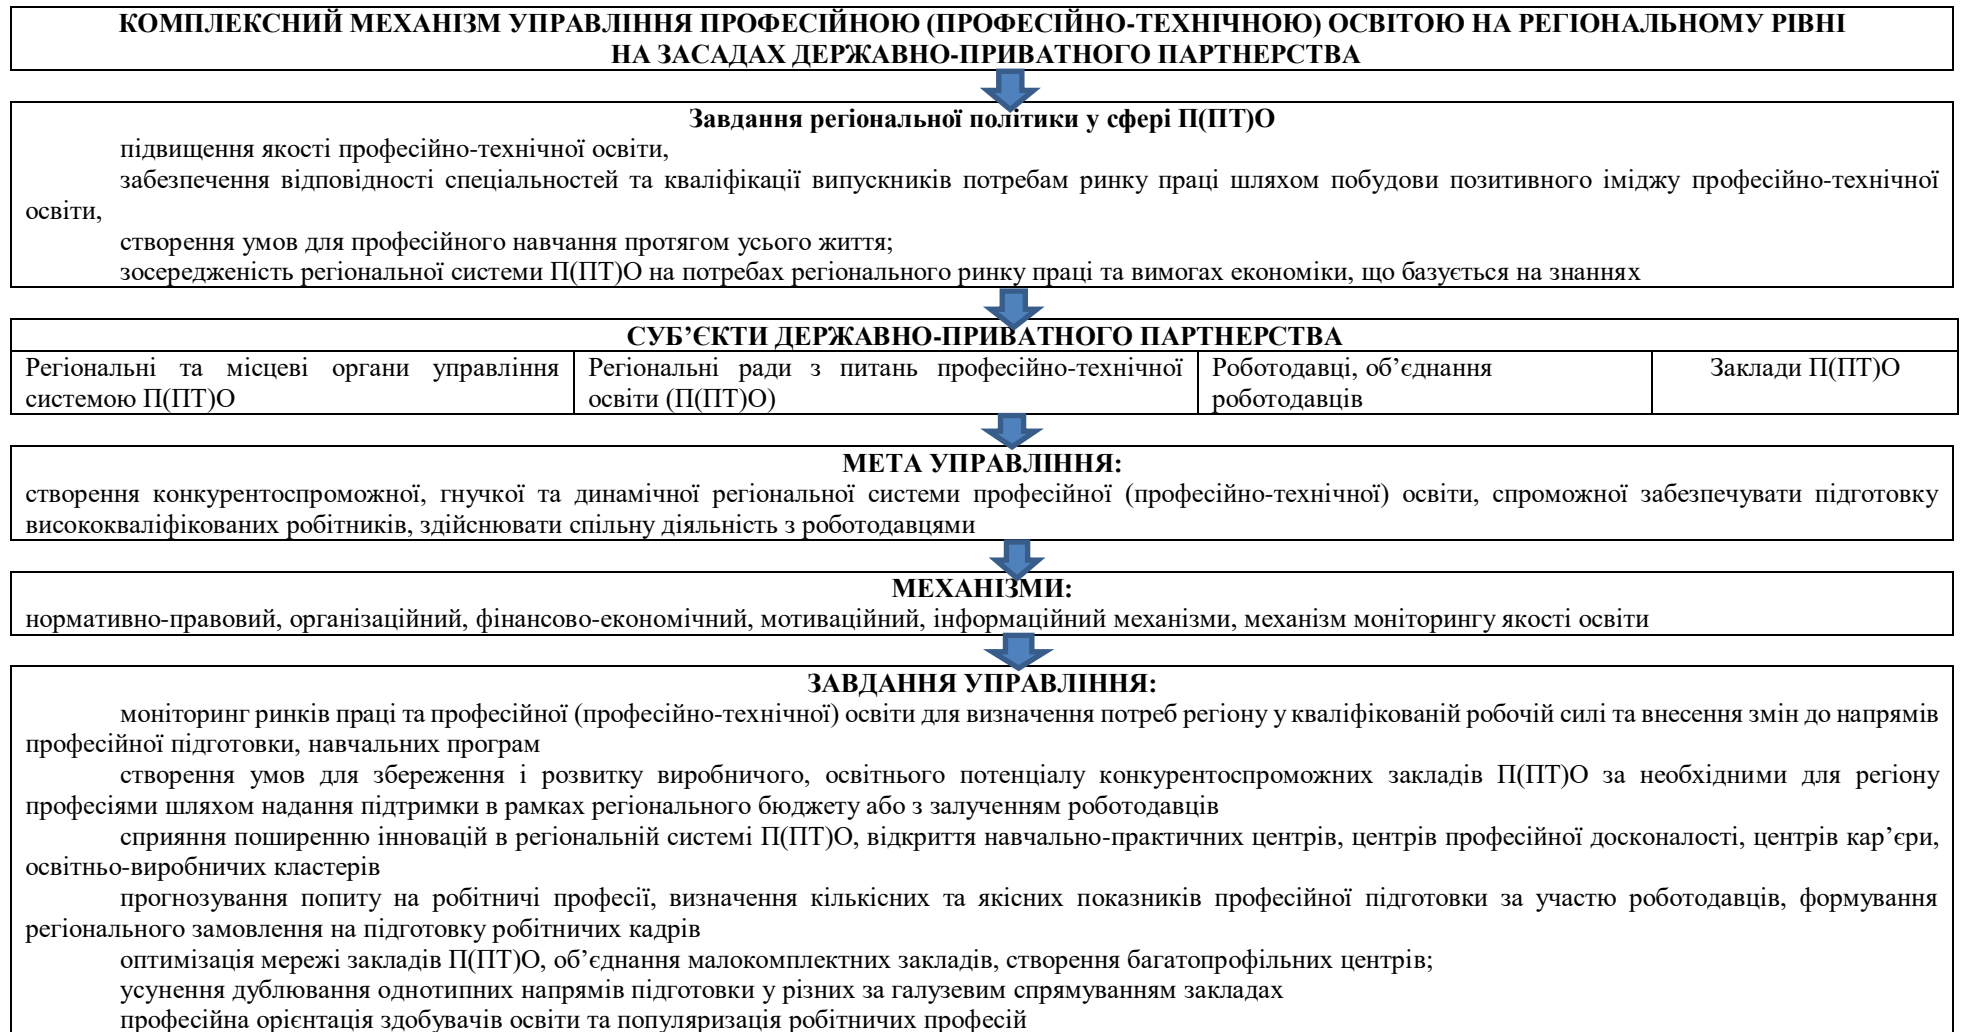 КОМПЛЕКСНИЙ МЕХАНІЗМ УПРАВЛІННЯ ПРОФЕСІЙНОЮ (ПРОФЕСІЙНО-ТЕХНІЧНОЮ) ОСВІТОЮ НА РЕГІОНАЛЬНОМУ РІВНІ
НА ЗАСАДАХ ДЕРЖАВНО-ПРИВАТНОГО ПАРТНЕРСТВА
Завдання регіональної політики у сфері П(ПТ)О
підвищення якості професійно-технічної освіти,
забезпечення відповідності спеціальностей та кваліфікації випускників потребам ринку праці шляхом побудови позитивного іміджу професійно-технічної
освіти,
створення умов для професійного навчання протягом усього життя;
зосередженість регіональної системи П(ПТ)О на потребах регіонального ринку праці та вимогах економіки, що базується на знаннях
СУБ’ЄКТИ ДЕРЖАВНО-ПРИВАТНОГО ПАРТНЕРСТВА
Регіональні та місцеві органи управління
системою П(ПТ)О
Регіональні ради з питань професійно-технічної
освіти (П(ПТ)О)
Роботодавці, об’єднання
роботодавців
Заклади П(ПТ)О
МЕТА УПРАВЛІННЯ:
створення конкурентоспроможної, гнучкої та динамічної регіональної системи професійної (професійно-технічної) освіти, спроможної забезпечувати підготовку
висококваліфікованих робітників, здійснювати спільну діяльність з роботодавцями
МЕХАНІЗМИ:
нормативно-правовий, організаційний, фінансово-економічний, мотиваційний, інформаційний механізми, механізм моніторингу якості освіти
ЗАВДАННЯ УПРАВЛІННЯ:
моніторинг ринків праці та професійної (професійно-технічної) освіти для визначення потреб регіону у кваліфікованій робочій силі та внесення змін до напрямів
професійної підготовки, навчальних програм
створення умов для збереження і розвитку виробничого, освітнього потенціалу конкурентоспроможних закладів П(ПТ)О за необхідними для регіону
професіями шляхом надання підтримки в рамках регіонального бюджету або з залученням роботодавців
сприяння поширенню інновацій в регіональній системі П(ПТ)О, відкриття навчально-практичних центрів, центрів професійної досконалості, центрів кар’єри,
освітньо-виробничих кластерів
прогнозування попиту на робітничі професії, визначення кількісних та якісних показників професійної підготовки за участю роботодавців, формування
регіонального замовлення на підготовку робітничих кадрів
оптимізація мережі закладів П(ПТ)О, об’єднання малокомплектних закладів, створення багатопрофільних центрів;
усунення дублювання однотипних напрямів підготовки у різних за галузевим спрямуванням закладах
професійна орієнтація здобувачів освіти та популяризація робітничих професій